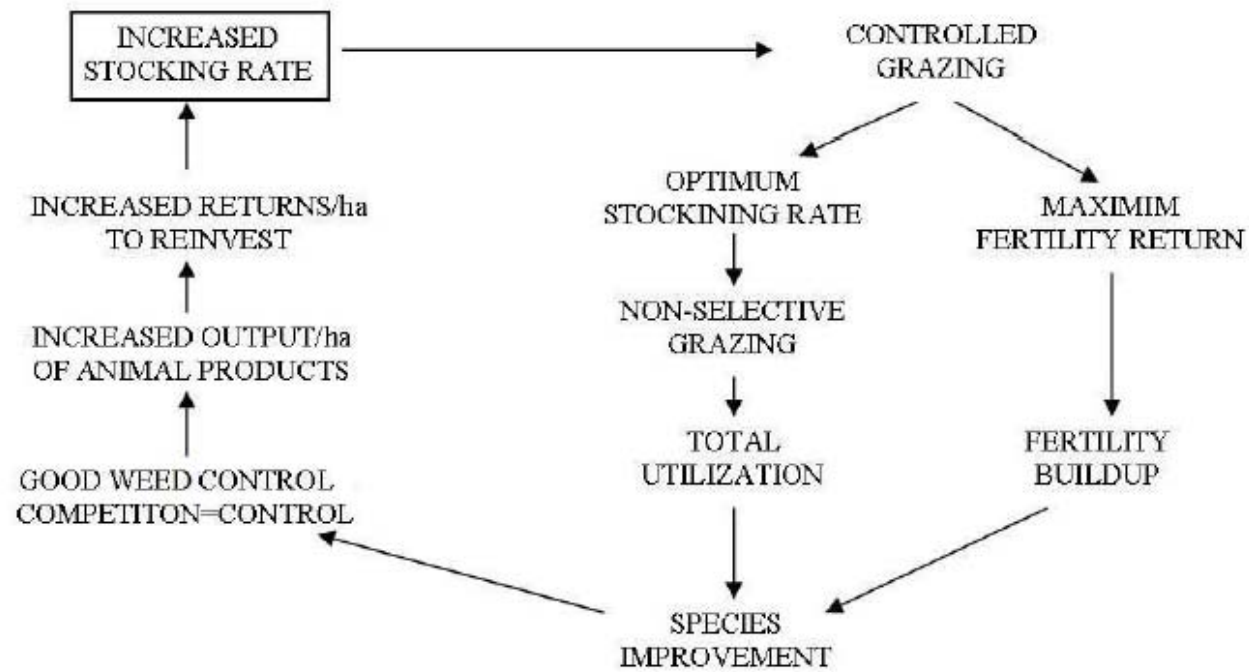 INCREASED
STOCKING RATE
CONTROLLED
GRAZING
OPTIMUM
STOCKINING RATE
MAXIMIM
FERTILITY RETURN
INCREASED RETURNS/ha
TO REINVEST
NON-SELECTIVE
GRAZING
INCREASED OUTPUT/ha
OF ANIMAL PRODUCTS
TOTAL
UTILIZATION
FERTILITY
BUILDUP
GOOD WEED CONTROL
COMPETITON=CONTROL
SPECIES
IMPROVEMENT